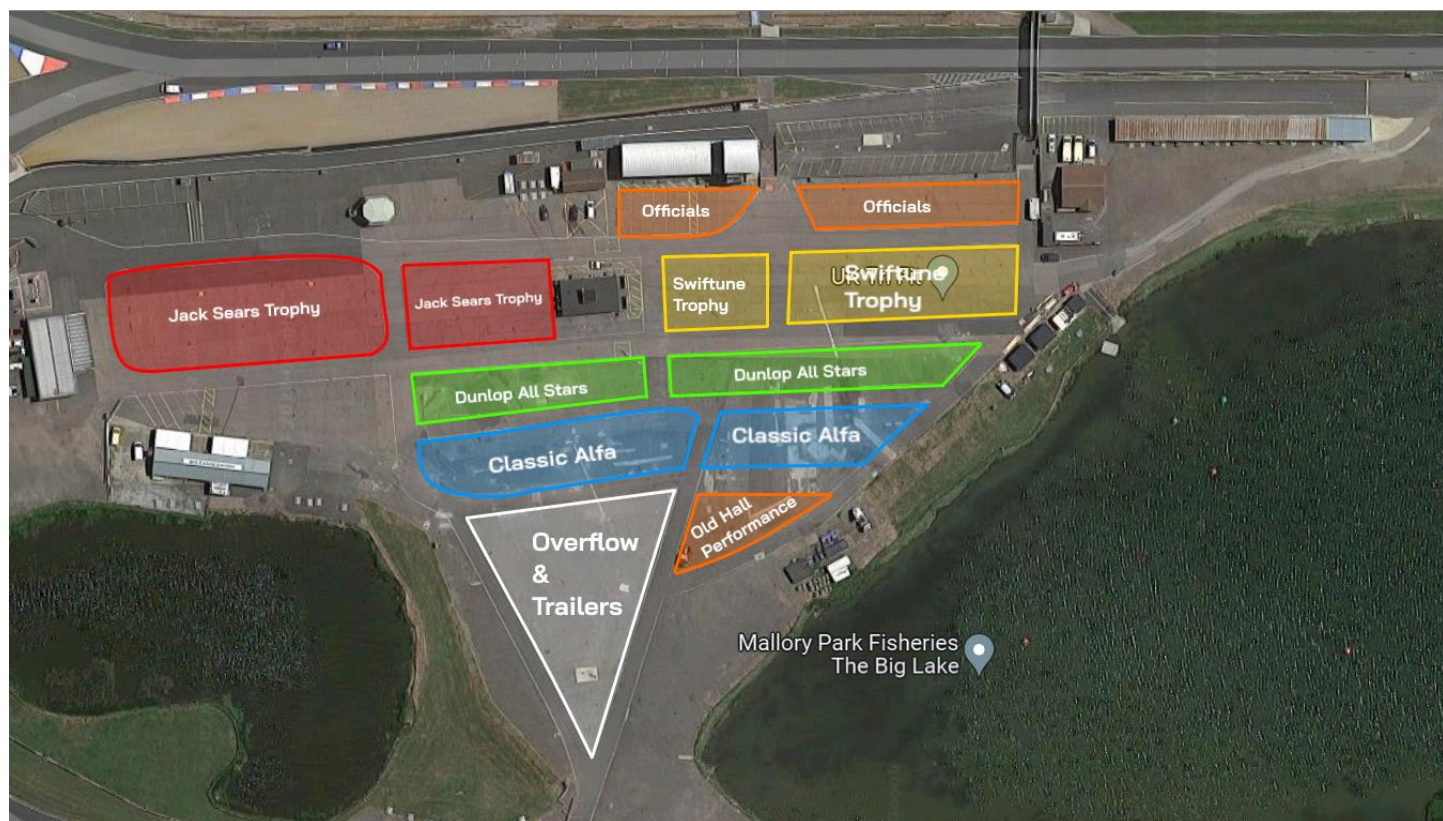 Officials
Officials
Jack Sears Trophy
Jack Sears Trophy
Swiftune
Trophy
Swiftune
Trophy
Dunlop All Stars
Dunlop All Stars
Classic Alfa
Classic Alfa
Overflow
&
Trailers
Old Hall
Performance
Mallory Park Fisheries
The Big Lake